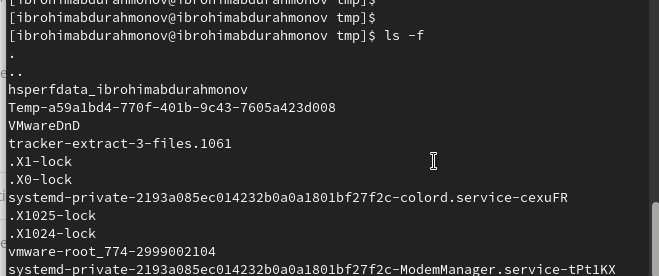 [ibrohimabdurahmonov@ibrohimabdurahmonov tmp]$
[ibrohimabdurahmonov@ibrohimabdurahmonov tmp]$
[ibrohimabdurahmonov@ibrohimabdurahmonov tmp]$ ls -f
.
..
hsperfdata_ibrohimabdurahmonov
Temp-a59a1bd4-770f-401b-9c43-7605a423d008
VMwareDnD
tracker-extract-3-files.1061
.X1-lock
.X0-lock
systemd-private-2193a085ec014232b0a0a1801bf27f2c-colord.service-cexuFR
.X1025-lock
.X1024-lock
vmware-root_774-2999002104
systemd-private-2193a085ec014232b0a0a1801bf27f2c-ModemManager.service-tPt1KX